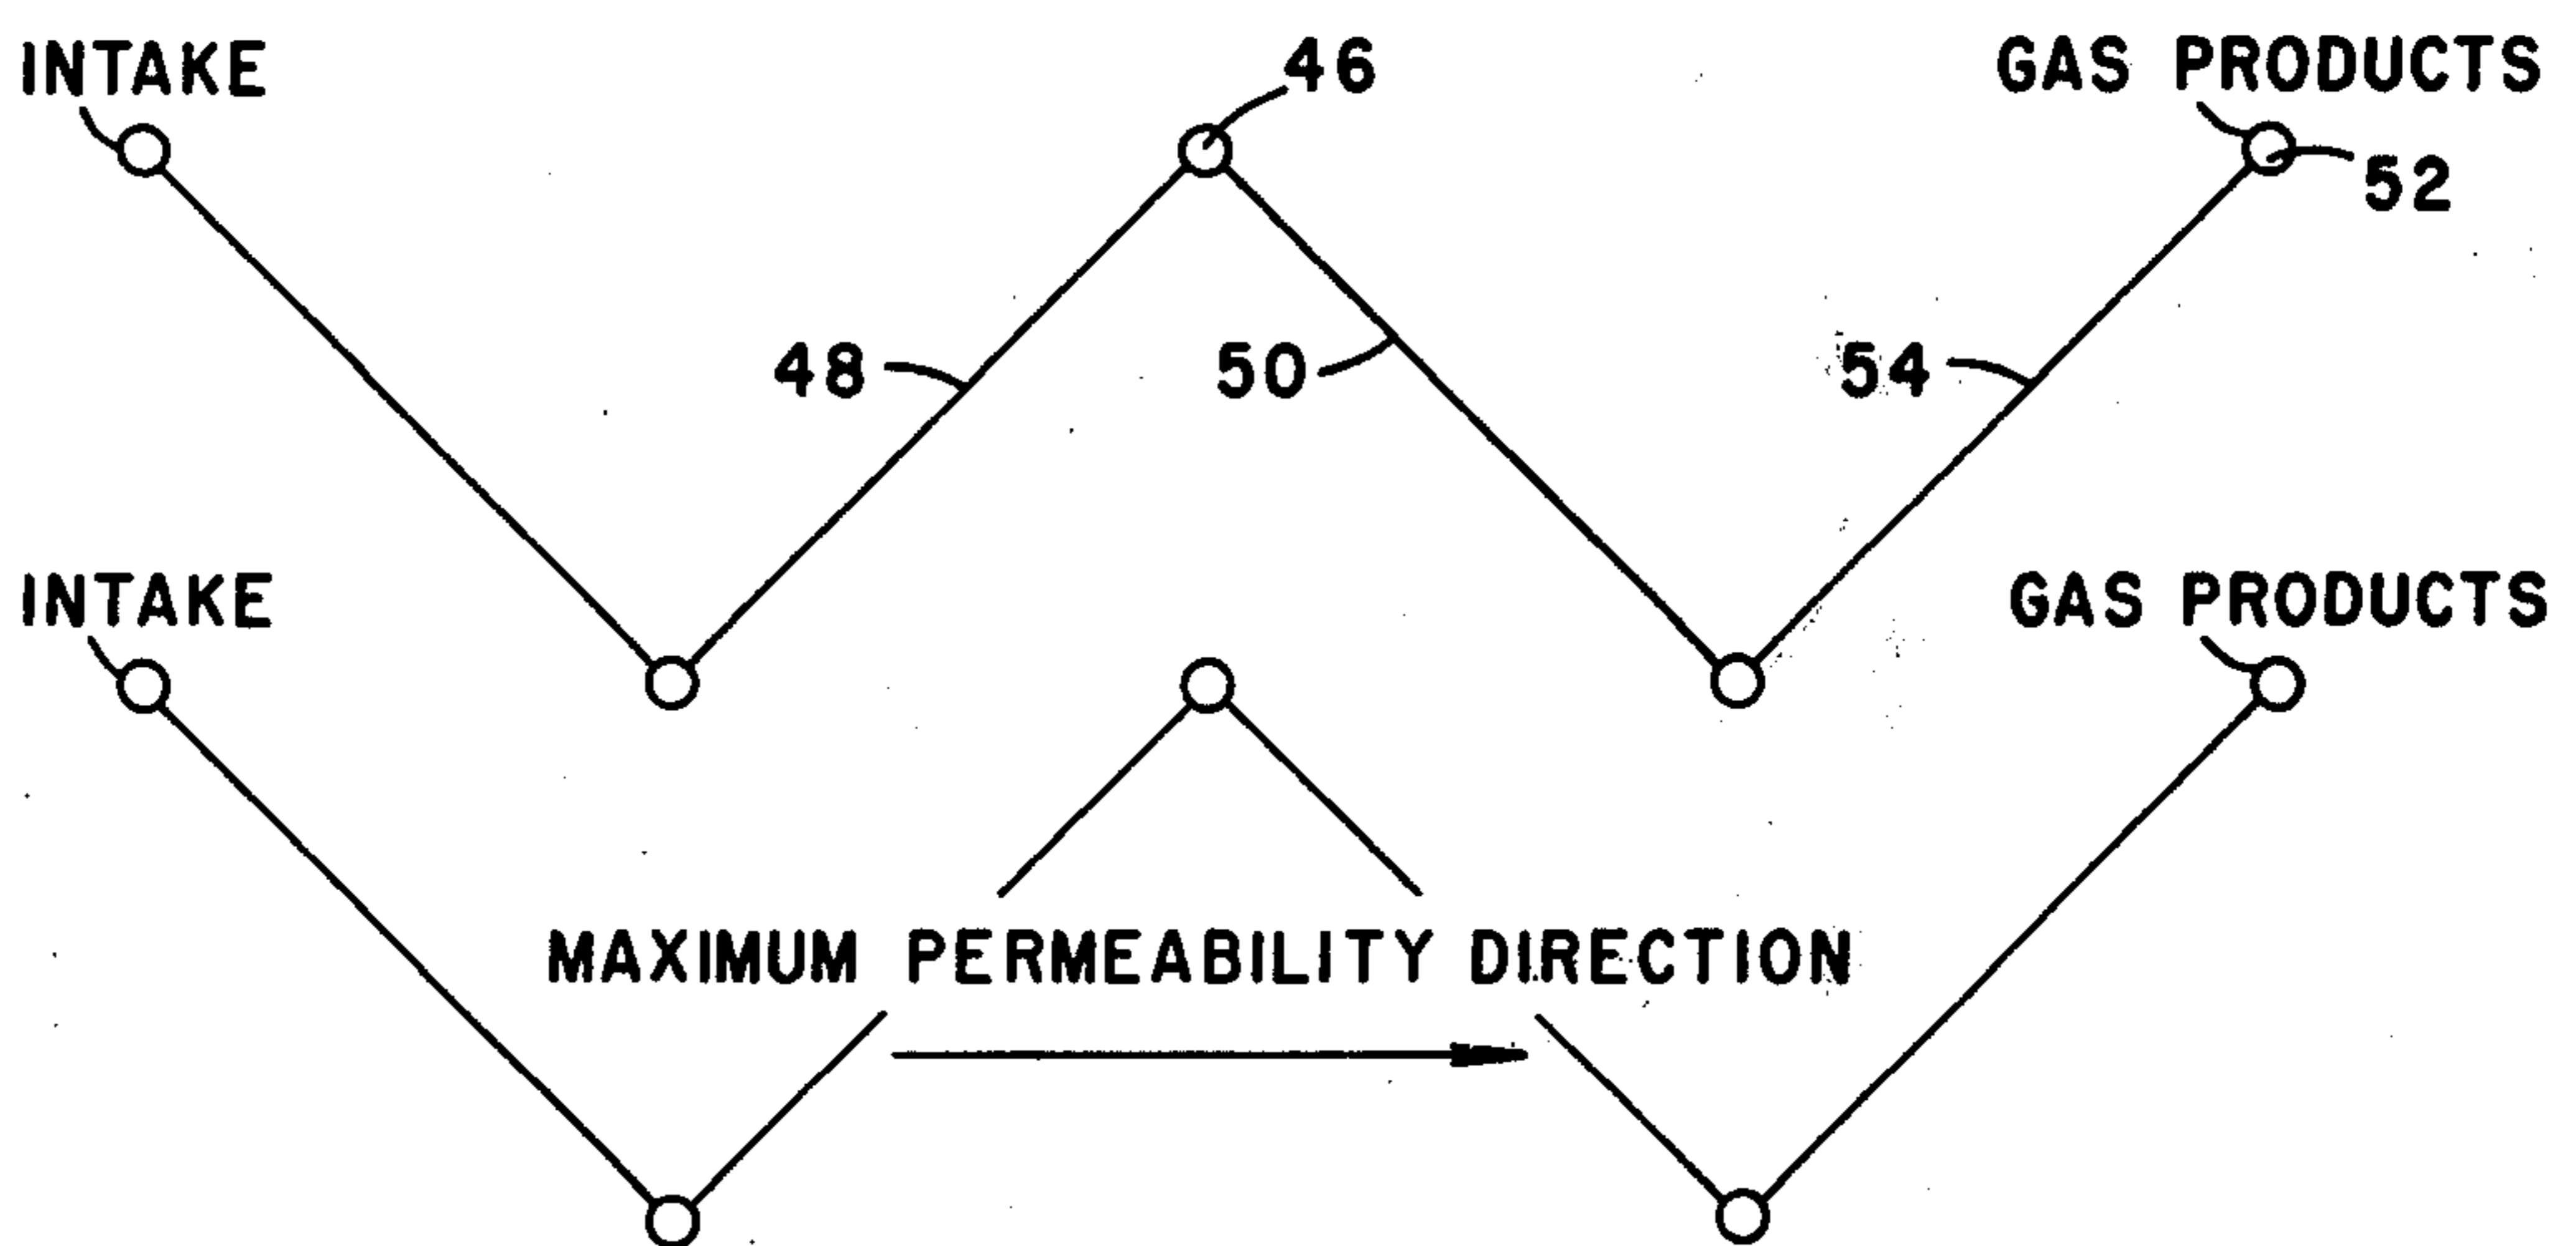 INTAKE
46
GAS PRODUCTS
52
48
50
54
INTAKE
GAS PRODUCTS
MAXIMUM PERMEABILITY DIRECTION